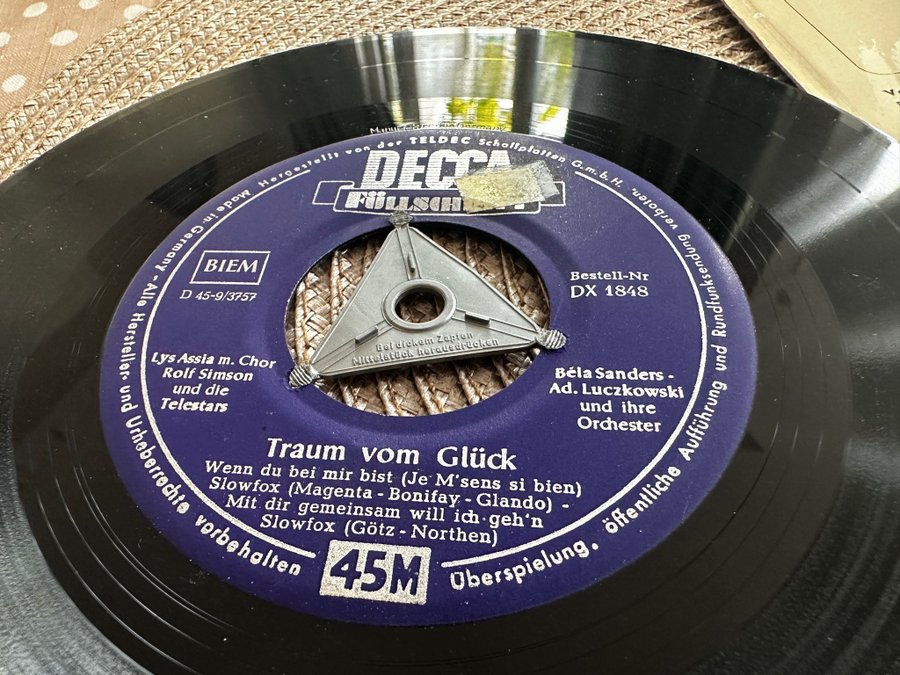 DECCA
Hergestellt von der TELDEC Schallplatten G.m.b.H.
Made in Germany - Alle Hersteller- und Urheberrechte vorbehalten
Überspielung, öffentliche Aufführung und Rundfunksendung verboten.
BIEM
D 45-9/3757
Bestell-Nr
DX 1848
Bei dickem Zapfen
Mittelstück herausdrücken
Lys Assia m. Chor
Rolf Simson
und die
Telestars
Béla Sanders -
Ad. Luczkowski
und ihre
Orchester
Traum vom Glück
Wenn du bei mir bist (Je M'sens si bien)
Slowfox (Magenta - Bonifay - Glando) -
Mit dir gemeinsam will ich geh'n
Slowfox (Götz - Northen)
45M